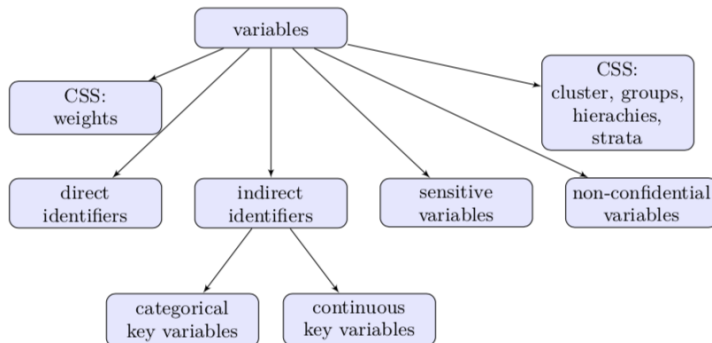 variables
CSS:
weights
CSS:
cluster, groups,
hierachies,
strata
direct
identifiers
indirect
identifiers
sensitive
variables
non-confidential
variables
categorical
key variables
continuous
key variables